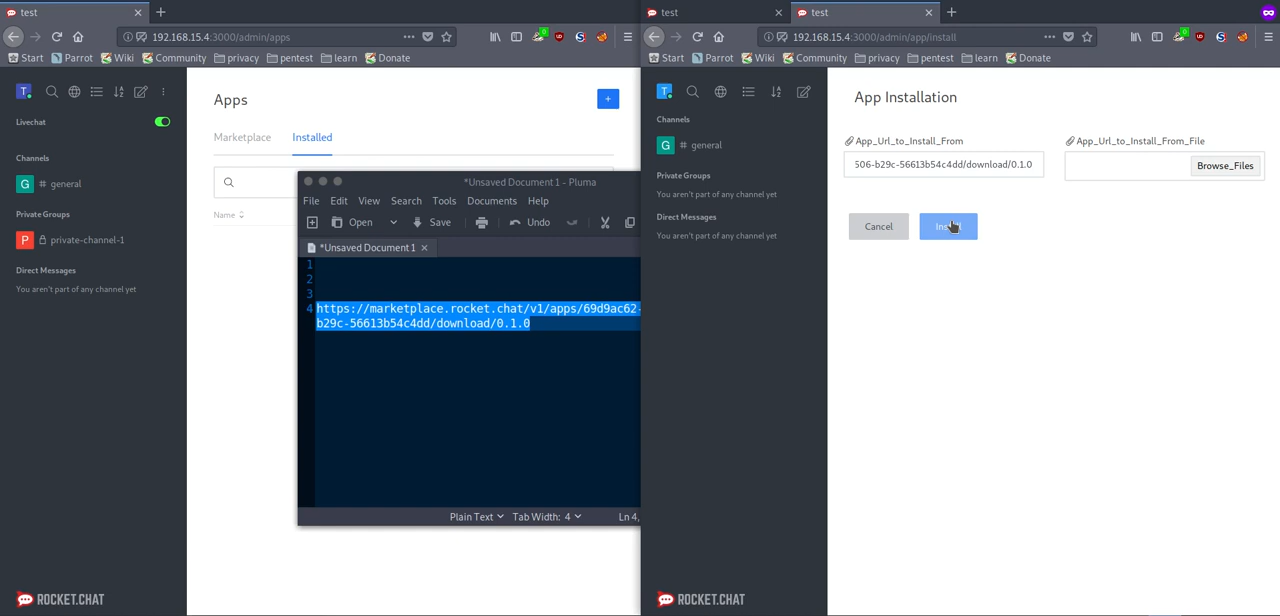 test
192.168.15.4:3000/admin/apps
Start Parrot Wiki Community privacy pentest learn Donate
T
Livechat
Channels
G # general
Private Groups
P private-channel-1
Direct Messages
You aren't part of any channel yet
ROCKET.CHAT
Apps
+
Marketplace Installed
Name
*Unsaved Document 1 - Pluma
File Edit View Search Tools Documents Help
Open Save Undo
*Unsaved Document 1
1
2
3
4 https://marketplace.rocket.chat/v1/apps/69d9ac62-
b29c-56613b54c4dd/download/0.1.0
Plain Text Tab Width: 4 Ln 4,
test test
192.168.15.4:3000/admin/app/install
Start Parrot Wiki Community privacy pentest learn Donate
T
Channels
G # general
Private Groups
You aren't part of any channel yet
Direct Messages
You aren't part of any channel yet
ROCKET.CHAT
App Installation
App_Url_to_Install_From App_Url_to_Install_From_File
506-b29c-56613b54c4dd/download/0.1.0 Browse_Files
Cancel